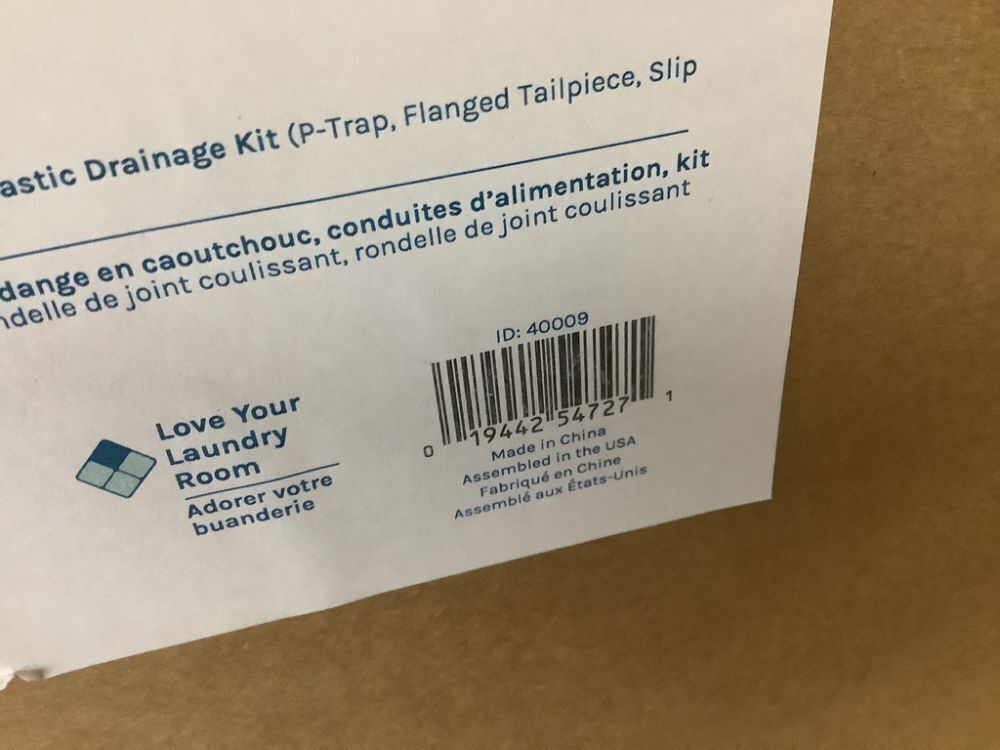 astic Drainage Kit (P-Trap, Flanged Tailpiece, Slip
dange en caoutchouc, conduites d'alimentation, kit
ndelle de joint coulissant, rondelle de joint coulissant
ID: 40009
0 19442 54727 1
Made in China
Assembled in the USA
Fabriqué en Chine
Assemblé aux États-Unis
Love Your
Laundry
Room
Adorer votre
buanderie